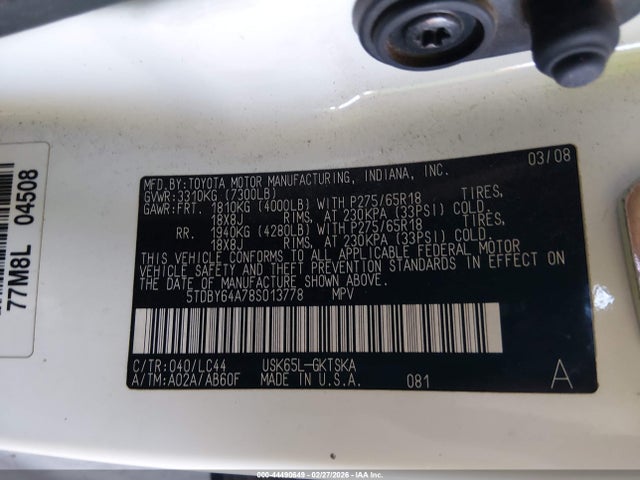 MFD.BY:TOYOTA MOTOR MANUFACTURING, INDIANA, INC. 03/08
GVWR:3310KG (7300LB)
GAWR:FRT. 1810KG (4000LB) WITH P275/65R18 TIRES,
18X8J RIMS, AT 230KPA (33PSI) COLD.
RR. 1940KG (4280LB) WITH P275/65R18 TIRES,
18X8J RIMS, AT 230KPA (33PSI) COLD.
THIS VEHICLE CONFORMS TO ALL APPLICABLE FEDERAL MOTOR
VEHICLE SAFETY AND THEFT PREVENTION STANDARDS IN EFFECT ON
THE DATE OF MANUFACTURE SHOWN ABOVE.
5TDBY64A78S013778 MPV
C/TR:040/LC44 USK65L-GKTSKA
A/TM:A02A/AB60F MADE IN U.S.A. 081 A
77M8L 04508
000-44490649 - 02/27/2026 - IAA Inc.